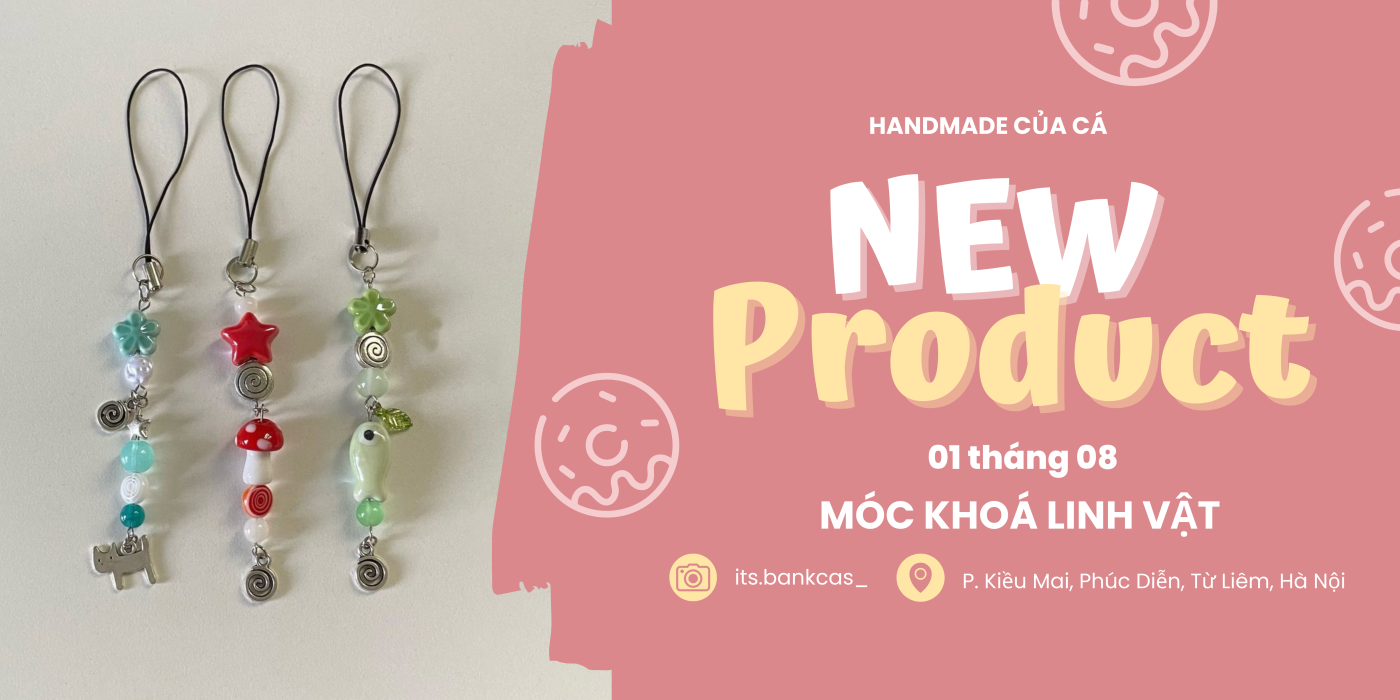 HANDMADE CỦA CÁ
NEW
Product
01 tháng 08
MÓC KHOÁ LINH VẬT
its.bankcas_
P. Kiều Mai, Phúc Diễn, Từ Liêm, Hà Nội